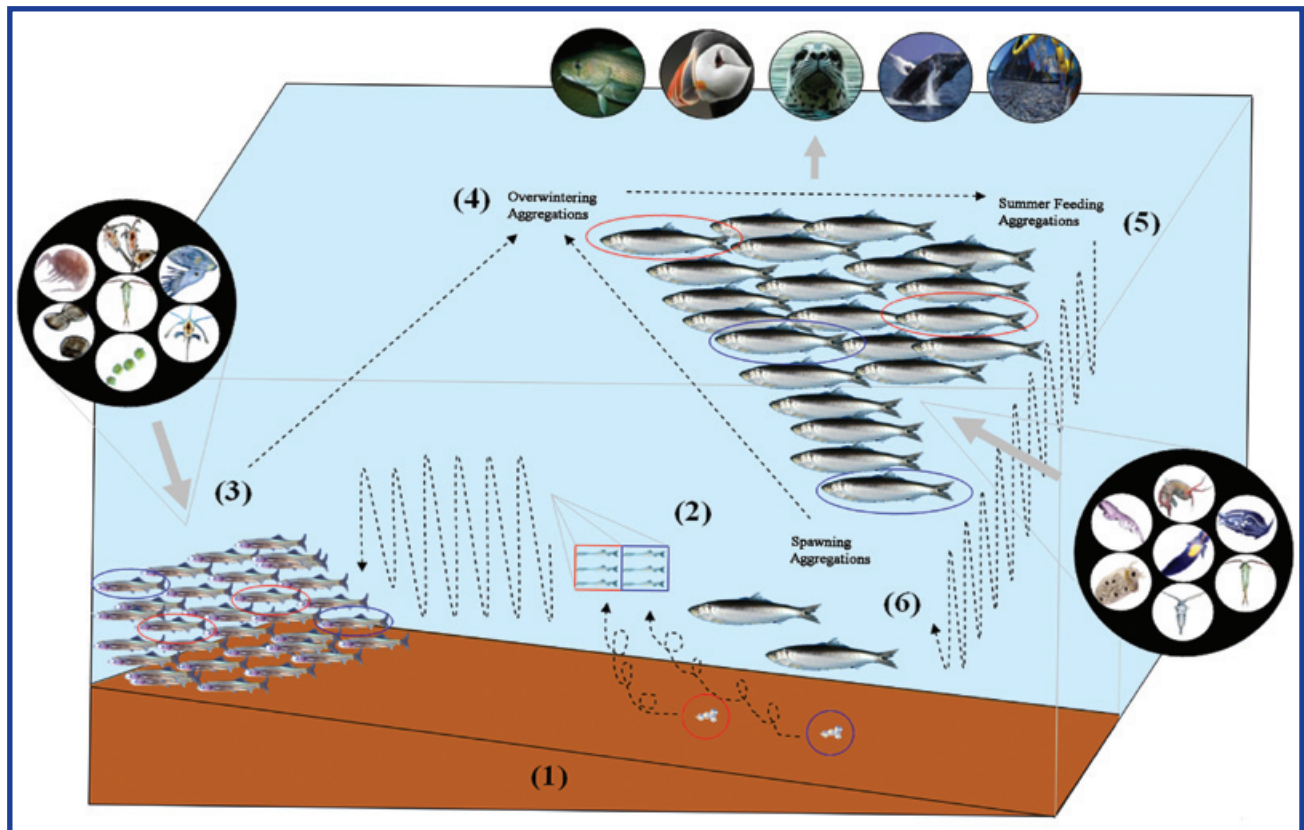 (4)
Overwintering
Aggregations
Summer Feeding
Aggregations
(5)
(3)
(2)
Spawning
Aggregations
(6)
(1)